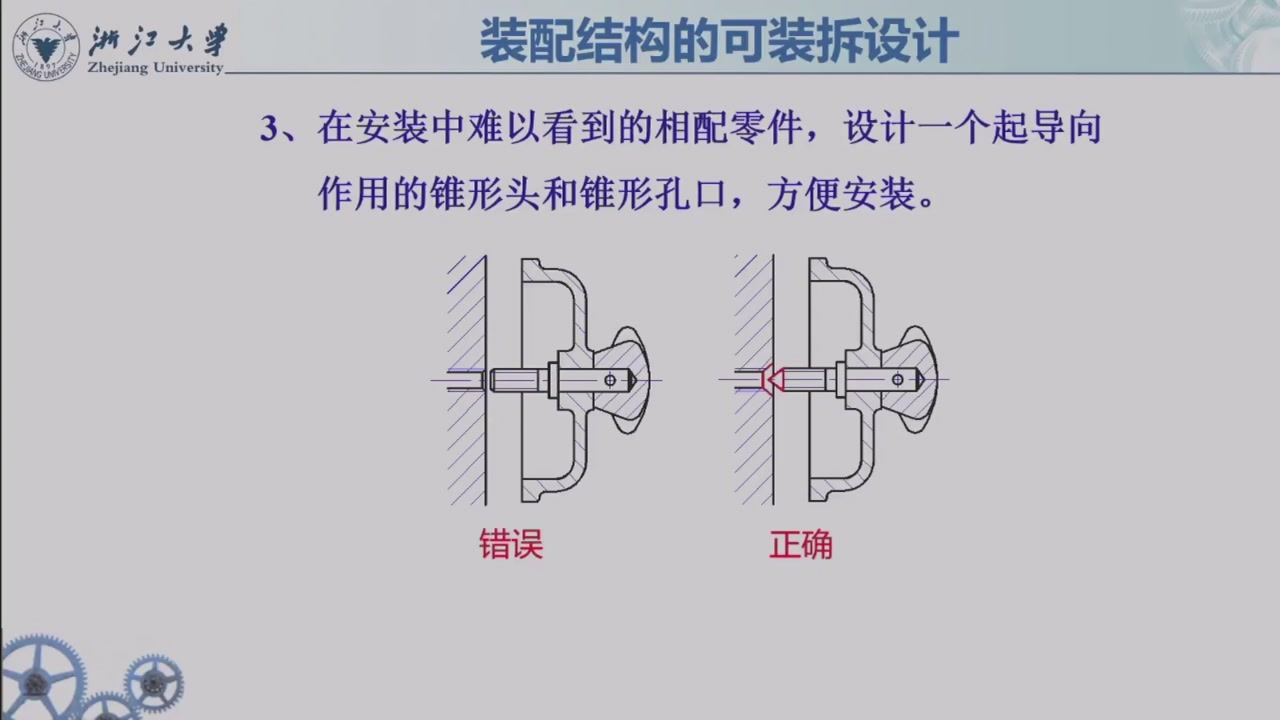 浙江大学
Zhejiang University
装配结构的可装拆设计
3、在安装中难以看到的相配零件，设计一个起导向
作用的锥形头和锥形孔口，方便安装。
错误
正确